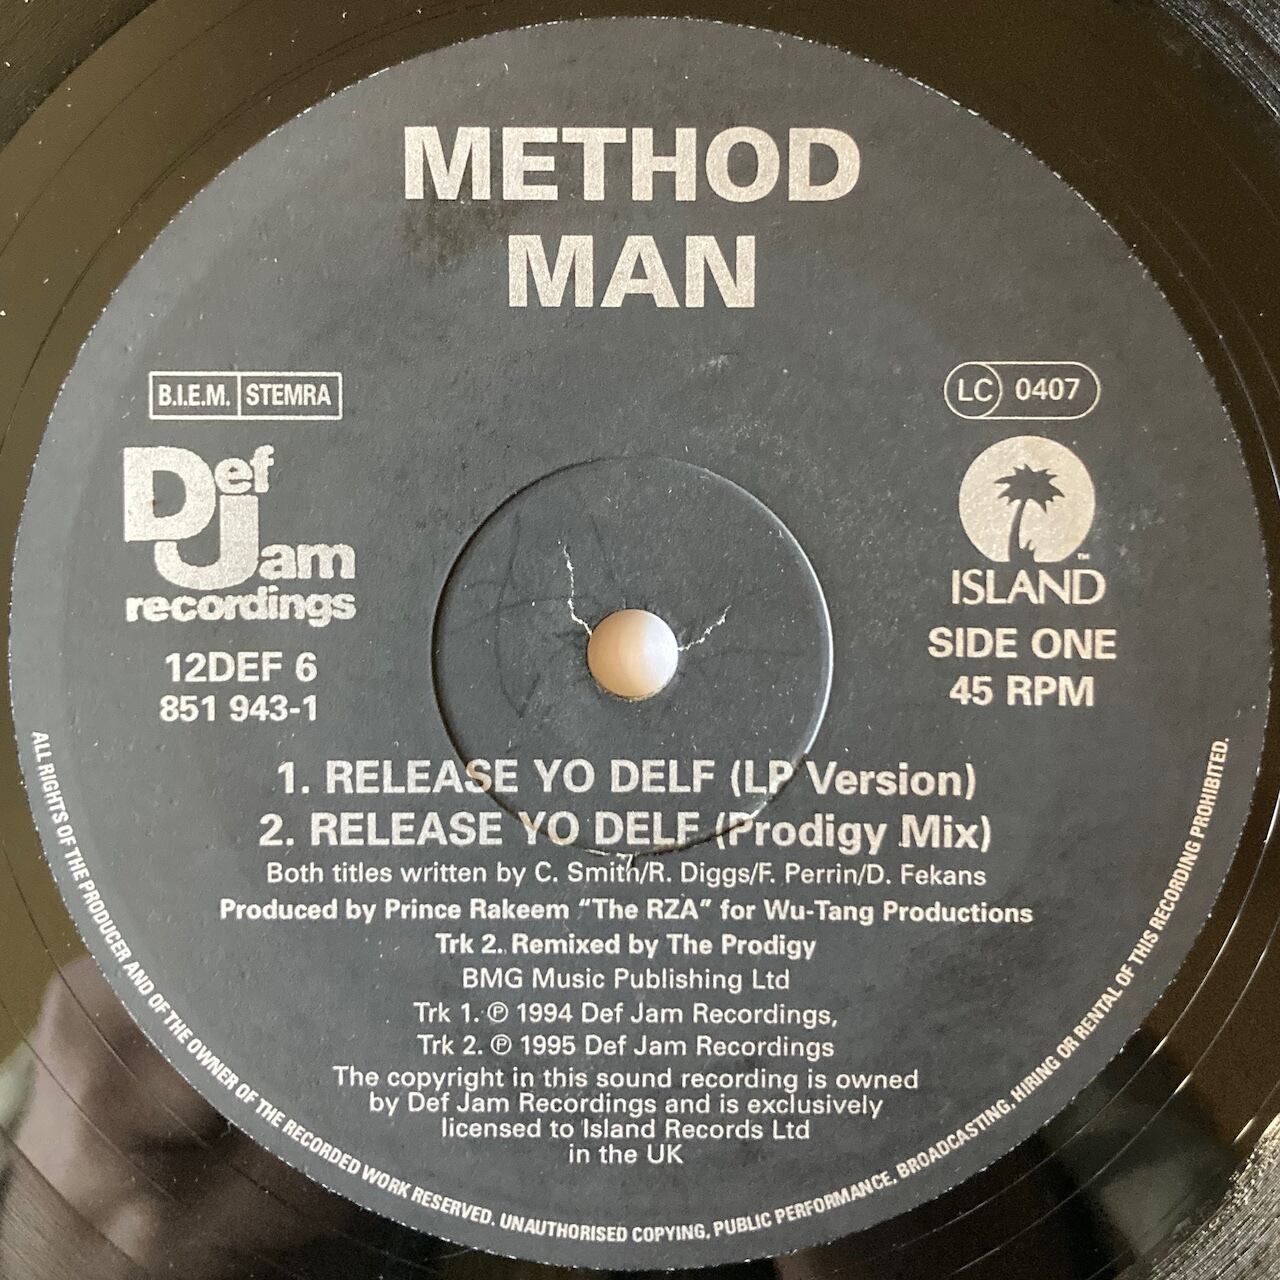 METHOD
MAN
B.I.E.M. STEMRA
LC 0407
Def
Jam
recordings
12DEF 6
851 943-1
ISLAND
TM
SIDE ONE
45 RPM
1. RELEASE YO DELF (LP Version)
2. RELEASE YO DELF (Prodigy Mix)
Both titles written by C. Smith/R. Diggs/F. Perrin/D. Fekans
Produced by Prince Rakeem “The RZA” for Wu-Tang Productions
Trk 2. Remixed by The Prodigy
BMG Music Publishing Ltd
Trk 1. ℗ 1994 Def Jam Recordings,
Trk 2. ℗ 1995 Def Jam Recordings
The copyright in this sound recording is owned
by Def Jam Recordings and is exclusively
licensed to Island Records Ltd
in the UK
ALL RIGHTS OF THE PRODUCER AND OF THE OWNER OF THE RECORDED WORK RESERVED. UNAUTHORISED COPYING, PUBLIC PERFORMANCE, BROADCASTING, HIRING OR RENTAL OF THIS RECORDING PROHIBITED.